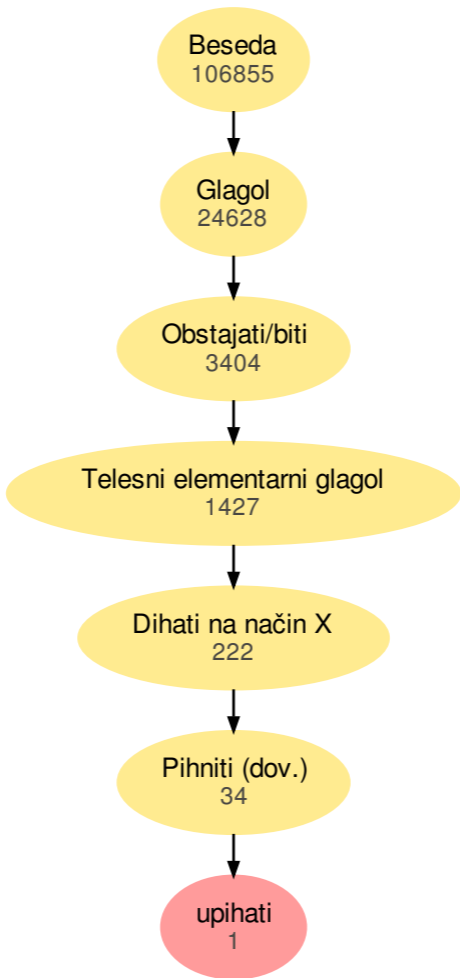 Beseda
106855
Glagol
24628
Obstajati/biti
3404
Telesni elementarni glagol
1427
Dihati na način X
222
Pihniti (dov.)
34
upihati
1